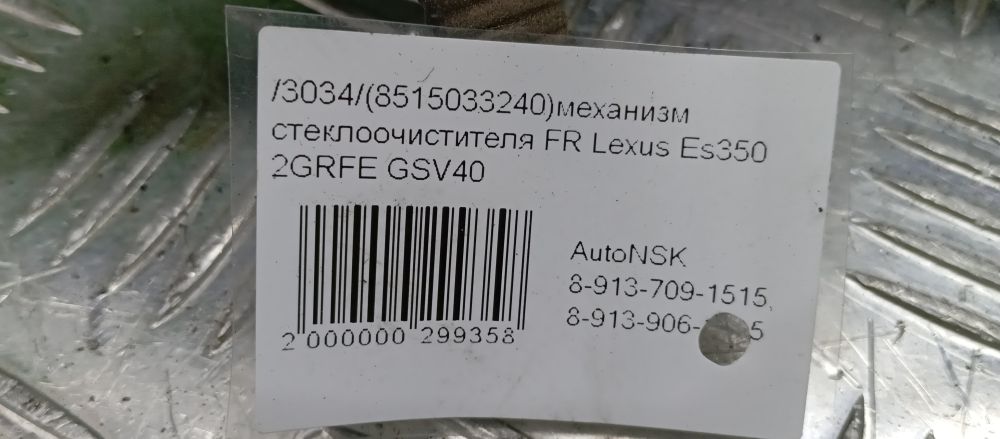 /3034/(8515033240)механизм
стеклоочистителя FR Lexus Es350
2GRFE GSV40
AutoNSK
8-913-709-1515,
2 000000 299358